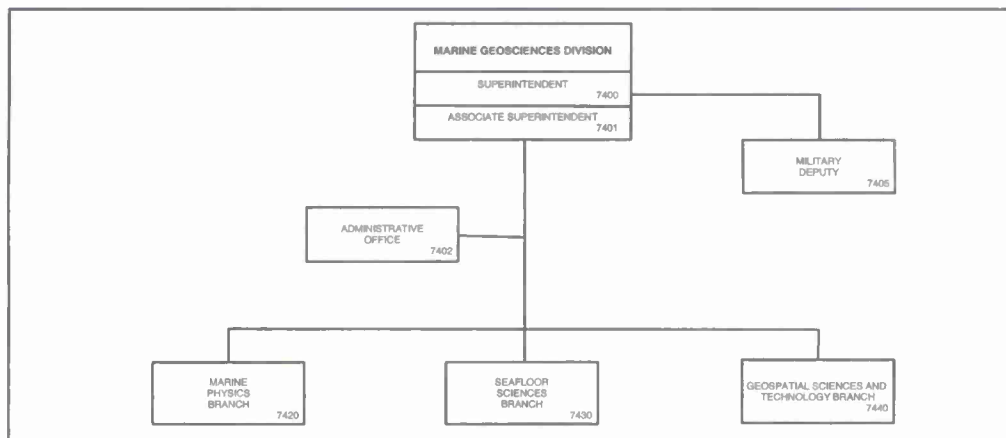 MARINE GEOSCIENCES DIVISION
SUPERINTENDENT
7400
ASSOCIATE SUPERINTENDENT
7401
MILITARY
DEPUTY
7405
ADMINISTRATIVE
OFFICE
7402
MARINE
PHYSICS
BRANCH
7420
SEAFLOOR
SCIENCES
BRANCH
7430
GEOSPATIAL SCIENCES AND
TECHNOLOGY BRANCH
7440